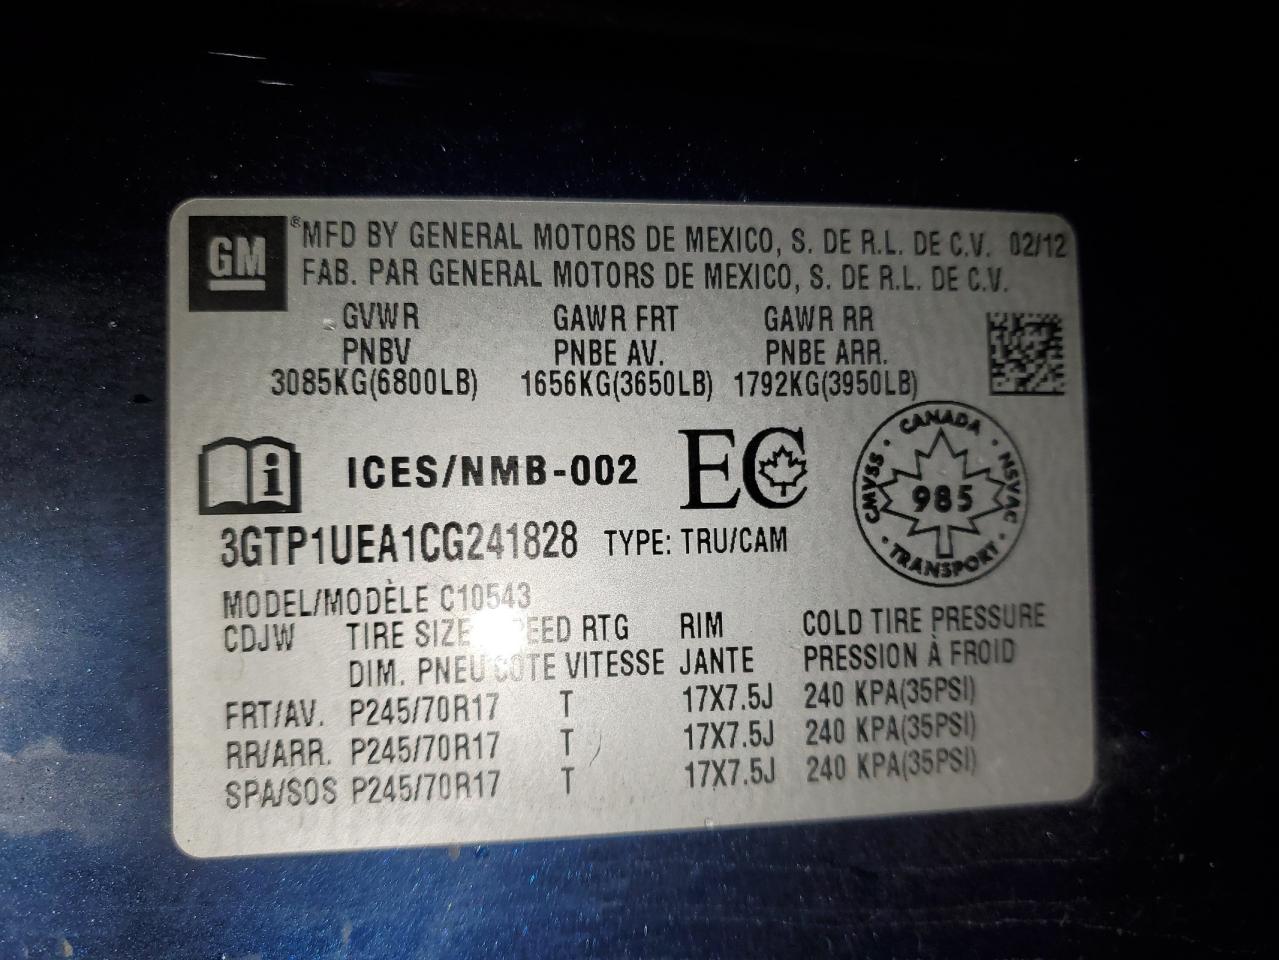 GM ® MFD BY GENERAL MOTORS DE MEXICO, S. DE R.L. DE C.V. 02/12
FAB. PAR GENERAL MOTORS DE MEXICO, S. DE R.L. DE C.V.
GVWR GAWR FRT GAWR RR
PNBV PNBE AV. PNBE ARR.
3085KG(6800LB) 1656KG(3650LB) 1792KG(3950LB)
i ICES/NMB-002 EC
CANADA
CMVSS 985 NSVAC
TRANSPORT
3GTP1UEA1CG241828 TYPE: TRU/CAM
MODEL/MODÈLE C10543
CDJW TIRE SIZE SPEED RTG RIM COLD TIRE PRESSURE
DIM. PNEU COTE VITESSE JANTE PRESSION À FROID
FRT/AV. P245/70R17 T 17X7.5J 240 KPA(35PSI)
RR/ARR. P245/70R17 T 17X7.5J 240 KPA(35PSI)
SPA/SOS P245/70R17 T 17X7.5J 240 KPA(35PSI)